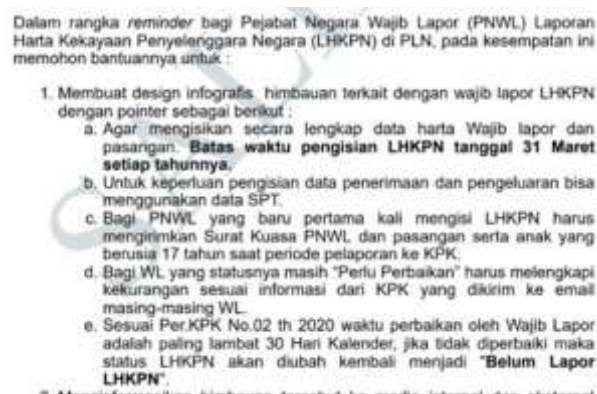 Dalam rangka reminder bagi Pejabat Negara Wajib Lapor (PNWL) Laporan
Harta Kekayaan Penyelenggara Negara (LHKPN) di PLN, pada kesempatan ini
memohon bantuannya untuk :
1. Membuat design infografis himbauan terkait dengan wajib lapor LHKPN
dengan pointer sebagai berikut :
a. Agar mengisikan secara lengkap data harta Wajib lapor dan
pasangan. Batas waktu pengisian LHKPN tanggal 31 Maret
setiap tahunnya.
b. Untuk keperluan pengisian data penerimaan dan pengeluaran bisa
menggunakan data SPT.
c. Bagi PNWL yang baru pertama kali mengisi LHKPN harus
mengirimkan Surat Kuasa PNWL dan pasangan serta anak yang
berusia 17 tahun saat periode pelaporan ke KPK.
d. Bagi WL yang statusnya masih "Perlu Perbaikan" harus melengkapi
kekurangan sesuai informasi dari KPK yang dikirim ke email
masing-masing WL.
e. Sesuai Per.KPK No.02 th 2020 waktu perbaikan oleh Wajib Lapor
adalah paling lambat 30 Hari Kalender, jika tidak diperbaiki maka
status LHKPN akan diubah kembali menjadi "Belum Lapor
LHKPN".